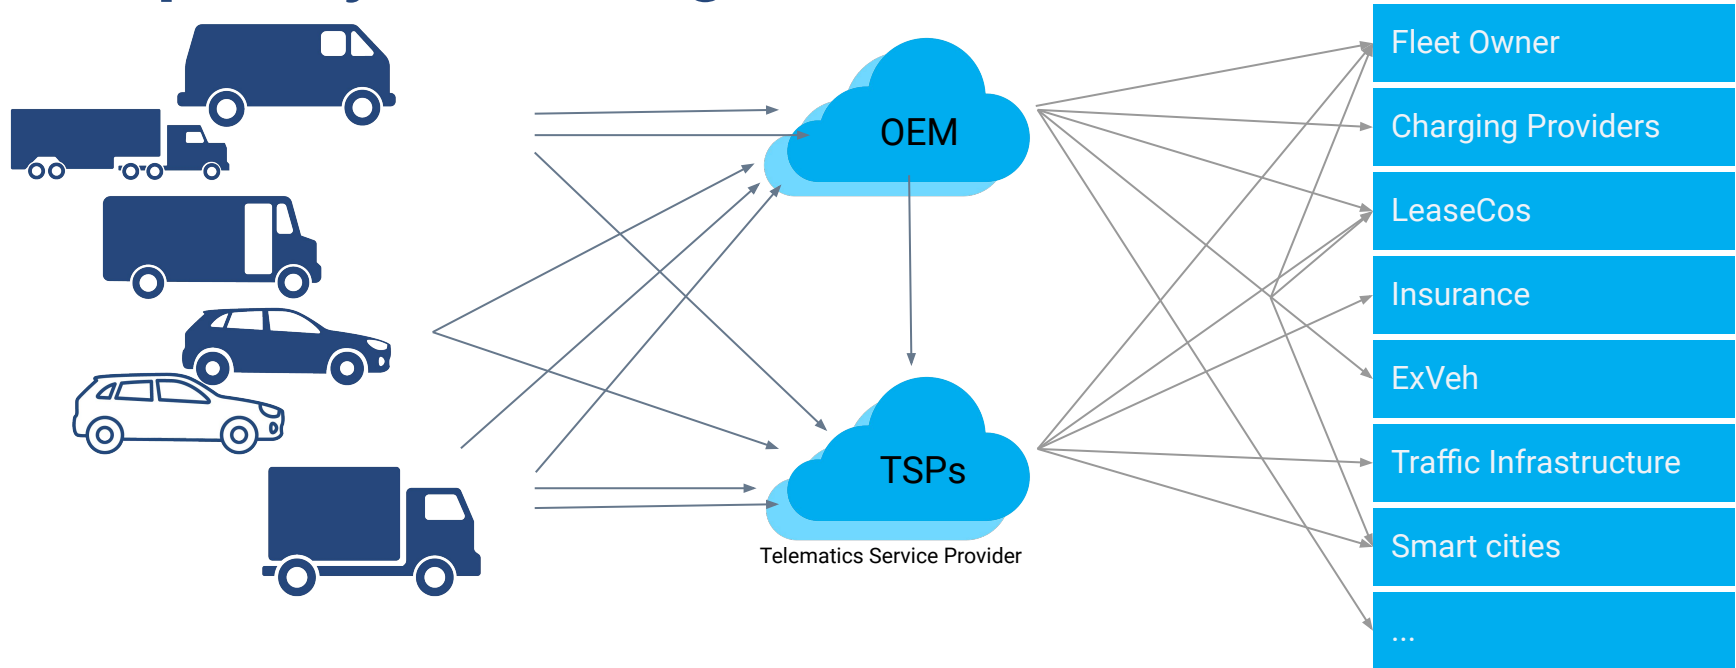 OEM
TSPs
Telematics Service Provider
Fleet Owner
Charging Providers
LeaseCos
Insurance
ExVeh
Traffic Infrastructure
Smart cities
...